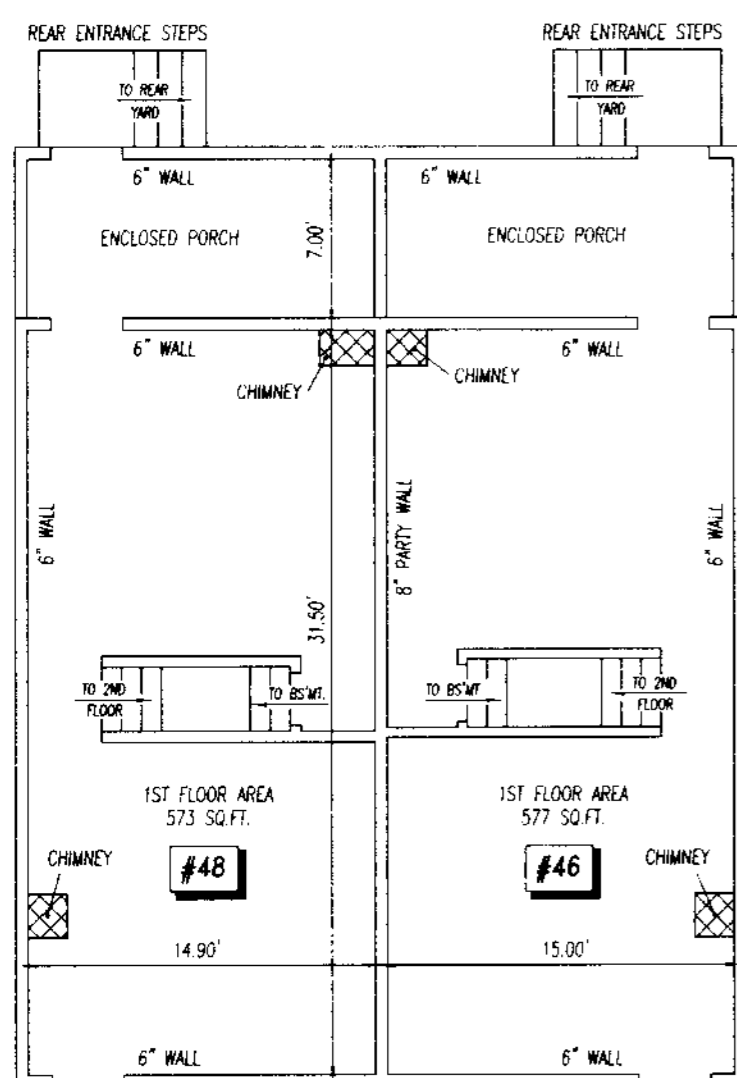 REAR ENTRANCE STEPS
REAR ENTRANCE STEPS
TO REAR
YARD
TO REAR
YARD
6" WALL
6" WALL
ENCLOSED PORCH
7.00'
ENCLOSED PORCH
6" WALL
6" WALL
CHIMNEY
CHIMNEY
6" WALL
8" PARTY WALL
6" WALL
31.50'
TO 2ND
FLOOR
TO BS'MT.
TO BS'MT
TO 2ND
FLOOR
1ST FLOOR AREA
573 SQ.FT.
1ST FLOOR AREA
577 SQ.FT.
CHIMNEY
#48
#46
CHIMNEY
14.90'
15.00'
6" WALL
6" WALL